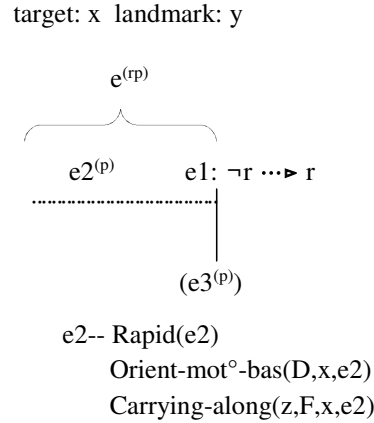 target: x landmark: y
e(rp)
e2(p) e1: ¬r ⋯▸ r
(e3(p))
e2-- Rapid(e2)
Orient-mot°-bas(D,x,e2)
Carrying-along(z,F,x,e2)